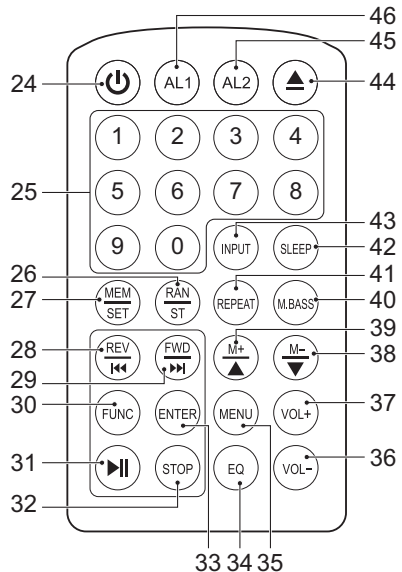 46
45
24 AL1 AL2 44
1 2 3 4
25 5 6 7 8
9 0 INPUT SLEEP 43
42
26 41
27 MEM SET RAN ST REPEAT M.BASS 40
39
28 REV FWD M+ M– 38
29
30 FUNC ENTER MENU VOL+ 37
31 STOP EQ VOL– 36
32
33 34 35